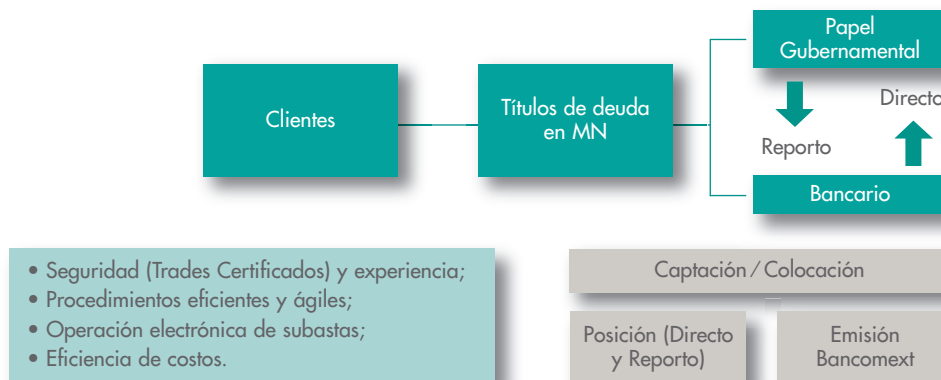 Papel
Gubernamental
Clientes
Títulos de deuda
en MN
Directo
Reporto
Bancario
• Seguridad (Trades Certificados) y experiencia;
• Procedimientos eficientes y ágiles;
• Operación electrónica de subastas;
• Eficiencia de costos.
Captación / Colocación
Posición (Directo
y Reporto)
Emisión
Bancomext